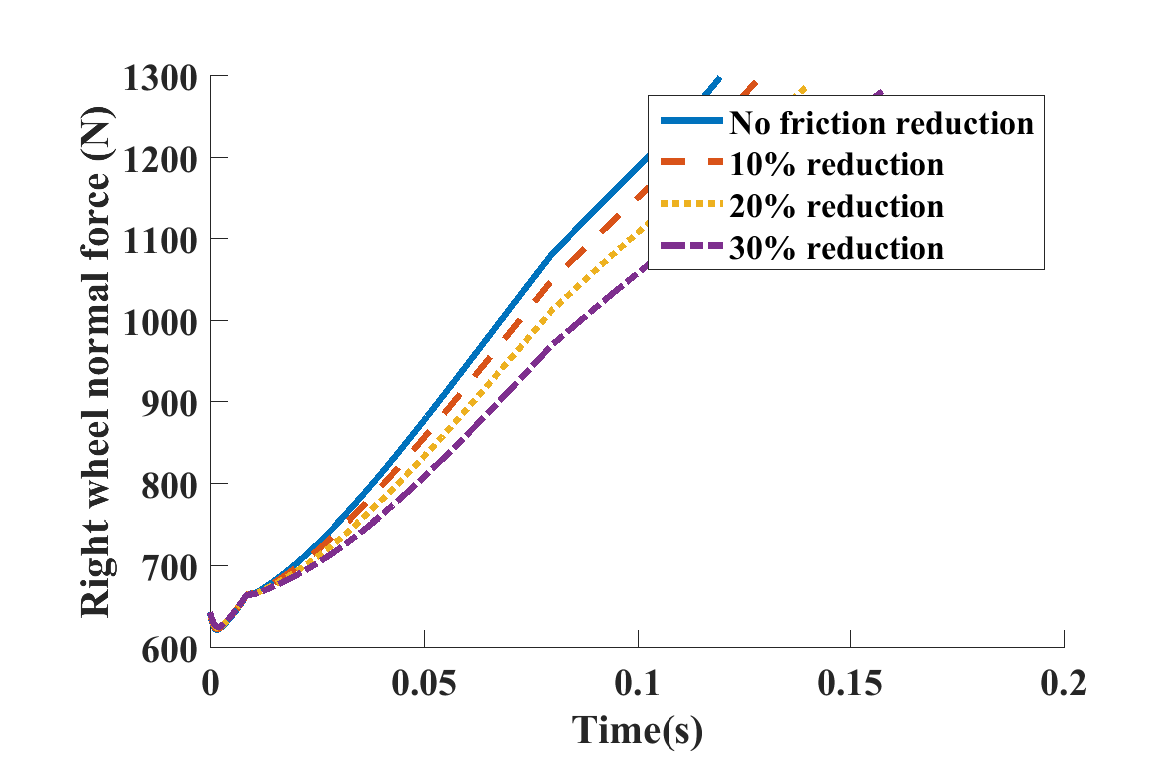 Right wheel normal force (N)
1300
1200
1100
1000
900
800
700
600
No friction reduction
10% reduction
20% reduction
30% reduction
0
0.05
0.1
0.15
0.2
Time(s)